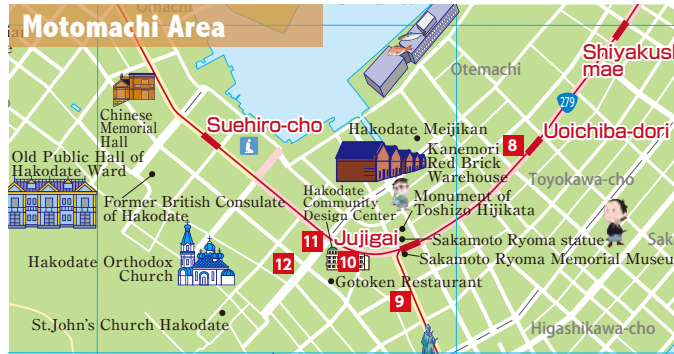 Motomachi Area
Omachi
Shiyakus
mae
Otemachi
279
Chinese
Memorial
Hall
Suehiro-cho
Hakodate Meijikan
8
Uoichiba-dori
Kanemori
Red Brick
Warehouse
Old Public Hall of
Hakodate Ward
Toyokawa-cho
Former British Consulate
of Hakodate
Hakodate
Community
Design Center
Monument of
Toshizo Hijikata
11
Jujigai
Sakamoto Ryoma statue
Sak
Hakodate Orthodox
Church
12
10
Sakamoto Ryoma Memorial Museu
Gotoken Restaurant
9
St.John's Church Hakodate
Higashikawa-cho